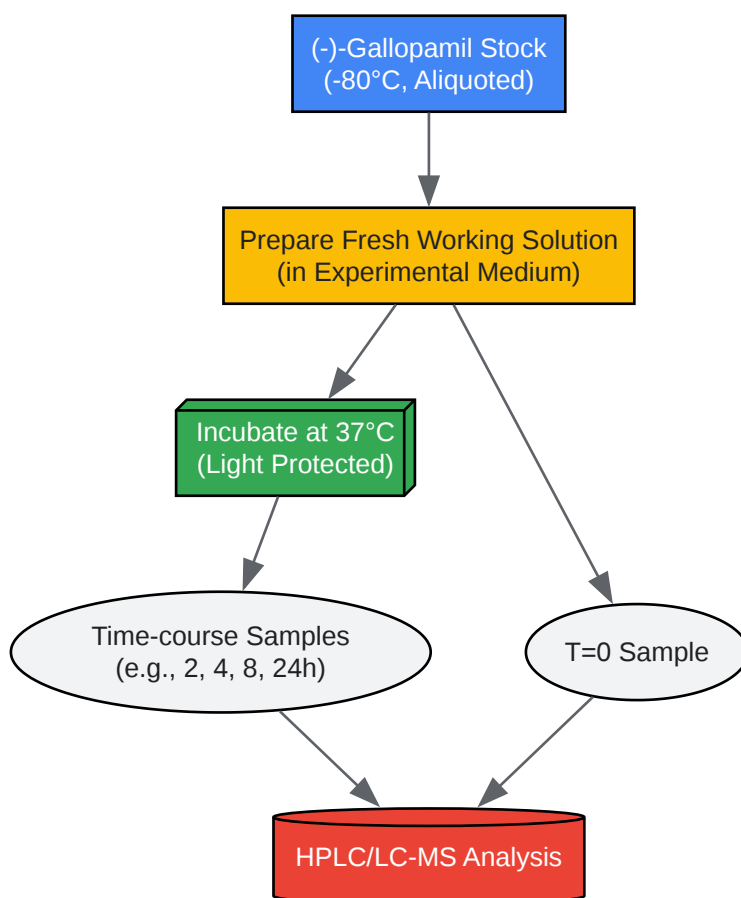 (-)-Gallopamil Stock
(-80°C, Aliquoted)
Prepare Fresh Working Solution
(in Experimental Medium)
Incubate at 37°C
(Light Protected)
Time-course Samples
(e.g., 2, 4, 8, 24h)
T=0 Sample
HPLC/LC-MS Analysis